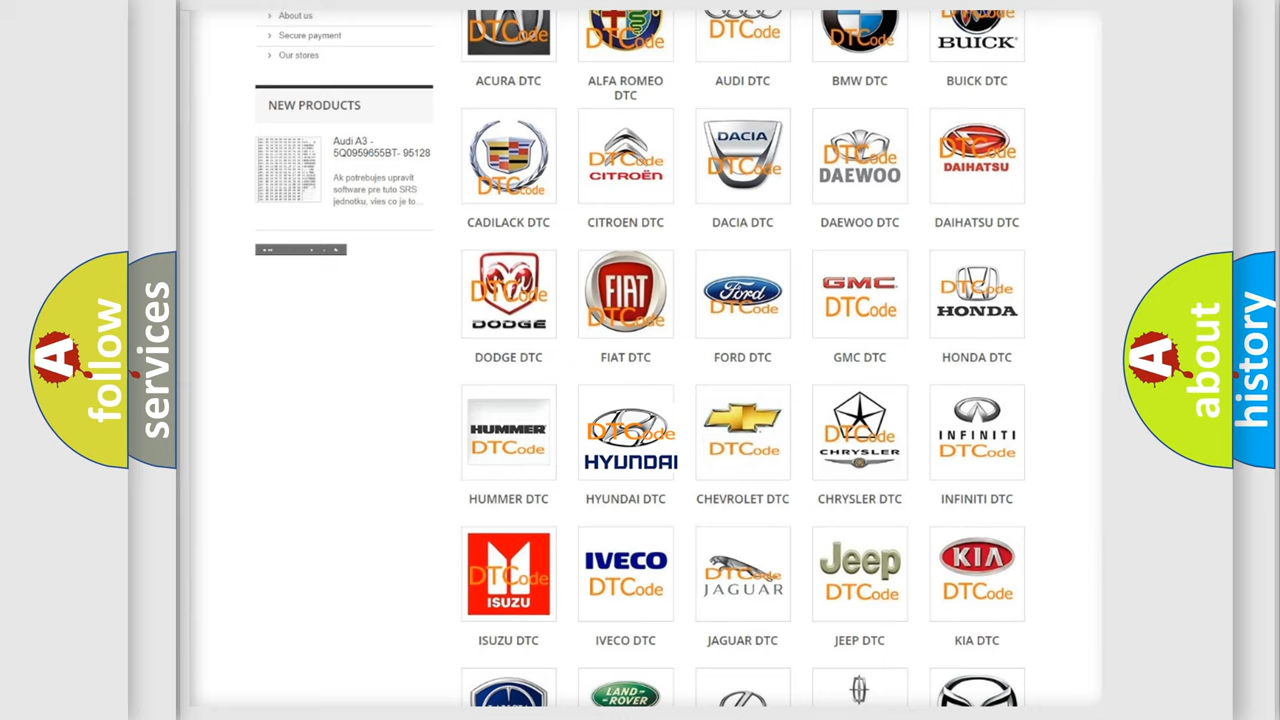 About us
Secure payment
Our stores
NEW PRODUCTS
Audi A3 -
5Q0959655BT- 95128
Ak potrebujes upravit
software pre tuto SRS
jednotku, vies co je to...
DTCode
DTCode
DTCode
DTCode
BUICK
ACURA DTC
ALFA ROMEO
DTC
AUDI DTC
BMW DTC
BUICK DTC
DTCode
DTCode
CITROËN
DACIA
DTCode
DTCode
DAEWOO
DTCode
DAIHATSU
CADILACK DTC
CITROEN DTC
DACIA DTC
DAEWOO DTC
DAIHATSU DTC
DTCode
DODGE
FIAT
DTCode
Ford
DTCode
GMC
DTCode
DTCode
HONDA
DODGE DTC
FIAT DTC
FORD DTC
GMC DTC
HONDA DTC
HUMMER
DTCode
DTCode
HYUNDAI
DTCode
DTCode
CHRYSLER
INFINITI
DTCode
HUMMER DTC
HYUNDAI DTC
CHEVROLET DTC
CHRYSLER DTC
INFINITI DTC
DTCode
ISUZU
IVECO
DTCode
DTCode
JAGUAR
Jeep
DTCode
KIA
DTCode
ISUZU DTC
IVECO DTC
JAGUAR DTC
JEEP DTC
KIA DTC
LAND-
ROVER
A
follow
services
A
about
history